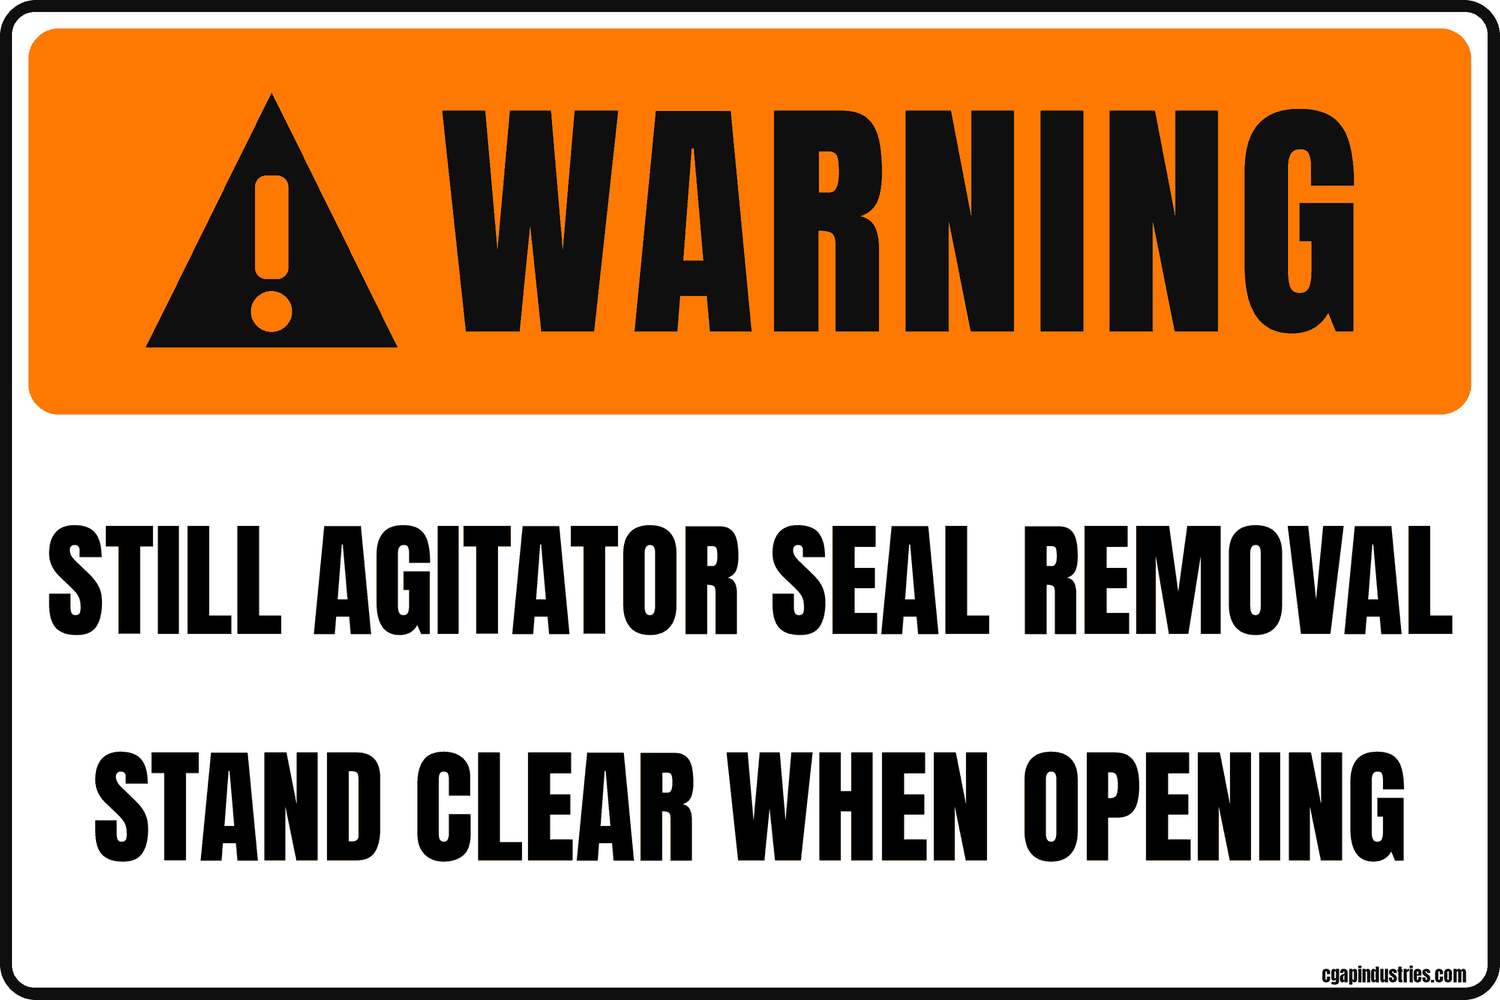 WARNING
STILL AGITATOR SEAL REMOVAL
STAND CLEAR WHEN OPENING
cgapindustries.com